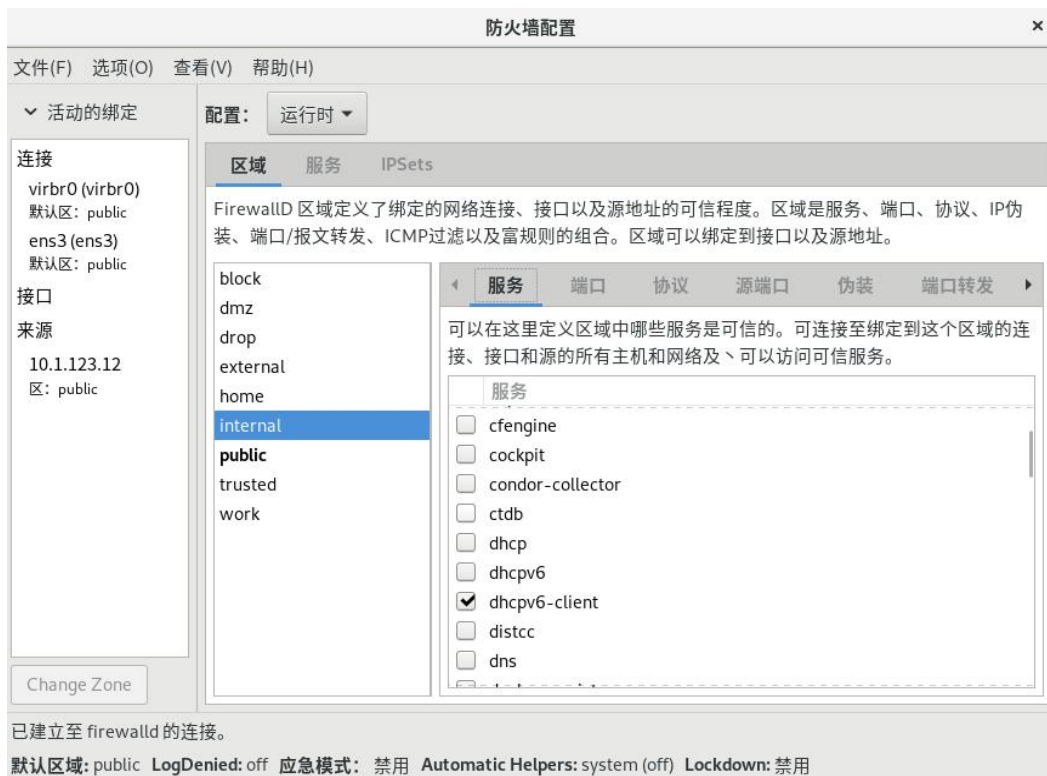 防火墙配置 ×
文件(F) 选项(O) 查看(V) 帮助(H)
活动的绑定
连接
virbr0 (virbr0)
默认区：public
ens3 (ens3)
默认区：public
接口
来源
10.1.123.12
区：public
Change Zone
配置： 运行时
区域 服务 IPSets
FirewallD 区域定义了绑定的网络连接、接口以及源地址的可信程度。区域是服务、端口、协议、IP伪
装、端口/报文转发、ICMP过滤以及富规则的组合。区域可以绑定到接口以及源地址。
block
dmz
drop
external
home
internal
public
trusted
work
服务 端口 协议 源端口 伪装 端口转发
可以在这里定义区域中哪些服务是可信的。可连接至绑定到这个区域的连
接、接口和源的所有主机和网络及丶可以访问可信服务。
服务
cfengine
cockpit
condor-collector
ctdb
dhcp
dhcpv6
dhcpv6-client
distcc
dns
已建立至 firewalld 的连接。
默认区域: public LogDenied: off 应急模式： 禁用 Automatic Helpers: system (off) Lockdown: 禁用